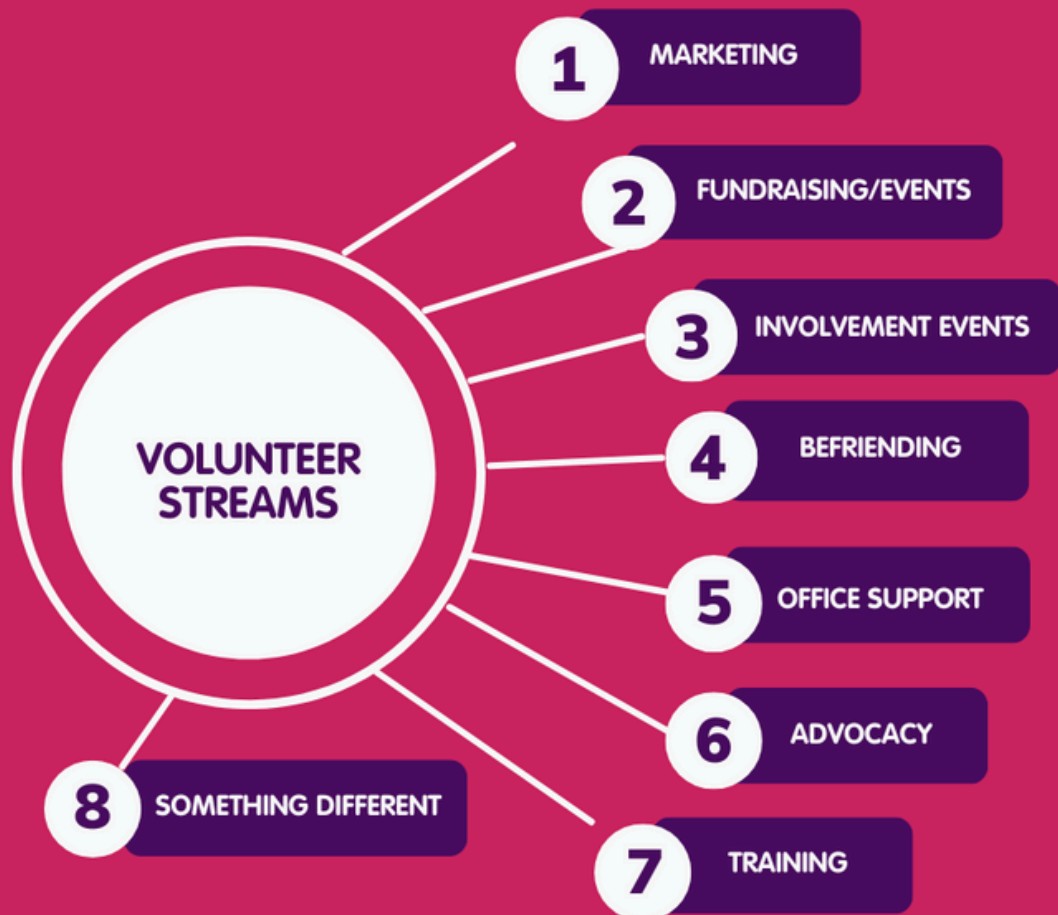 VOLUNTEER
STREAMS
1 MARKETING
2 FUNDRAISING/EVENTS
3 INVOLVEMENT EVENTS
4 BEFRIENDING
5 OFFICE SUPPORT
6 ADVOCACY
7 TRAINING
8 SOMETHING DIFFERENT